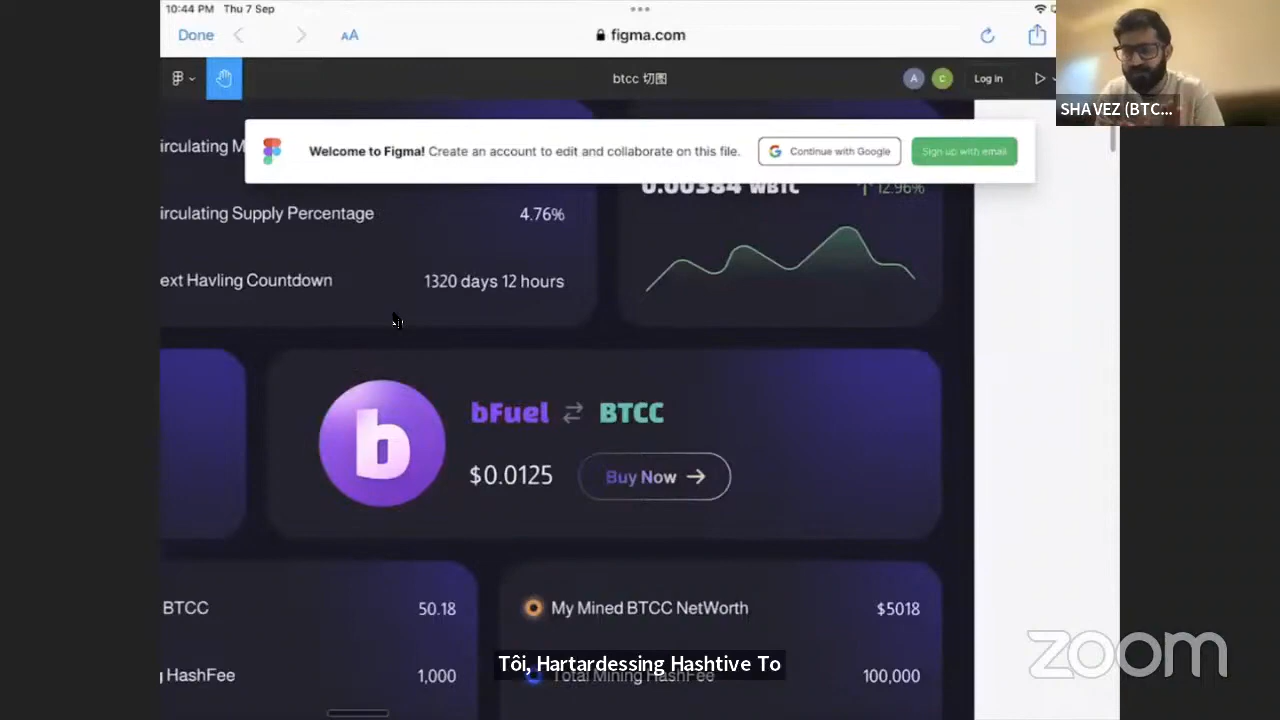 10:44 PM Thu 7 Sep
Done
AA
figma.com
btcc 切图
A
C
Log in
SHAVEZ (BTC...
Welcome to Figma! Create an account to edit and collaborate on this file.
Continue with Google
Sign up with email
irculating M
0.00384 WBTC
12.96%
irculating Supply Percentage
4.76%
ext Havling Countdown
1320 days 12 hours
b
bFuel BTCC
$0.0125
Buy Now
BTCC
50.18
My Mined BTCC NetWorth
$5018
g HashFee
1,000
Total Mining HashFee
100,000
Tôi, Hartardessing Hashtive To
zoom